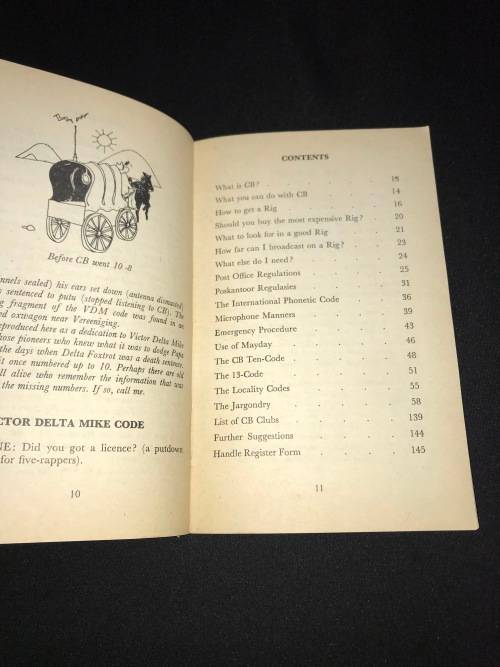 Before CB went 10-8
nnels sealed) his ears set down (antenna dismantled)
sentenced to putu (stopped listening to CB). The
fragment of the VDM code was found in an
ed oxwagon near Vereeniging.
eproduced here as a dedication to Victor Delta Mike
hose pioneers who knew what it was to dodge Papa
the days when Delta Foxtrot was a death sentence.
it once numbered up to 10. Perhaps there are old
ll alive who remember the information that was
the missing numbers. If so, call me.
CTOR DELTA MIKE CODE
NE: Did you got a licence? (a putdown
for five-rappers).
10
CONTENTS
What is CB? 13
What you can do with CB 14
How to get a Rig 16
Should you buy the most expensive Rig? 20
What to look for in a good Rig 21
How far can I broadcast on a Rig? 23
What else do I need? 24
Post Office Regulations 25
Poskantoor Regulasies 31
The International Phonetic Code 36
Microphone Manners 39
Emergency Procedure 43
Use of Mayday 46
The CB Ten-Code 48
The 13-Code 51
The Locality Codes 55
The Jargondry 58
List of CB Clubs 139
Further Suggestions 144
Handle Register Form 145
11